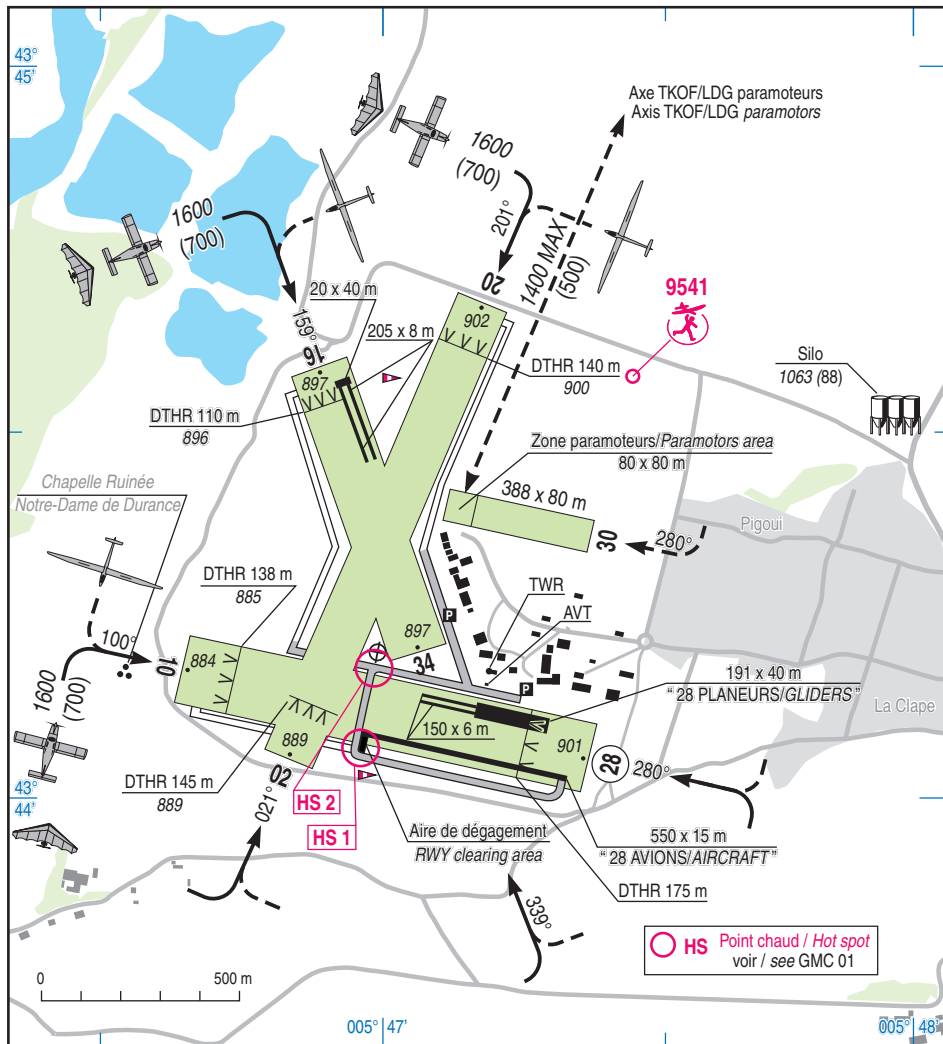 43°
45'
Axe TKOF/LDG paramoteurs
Axis TKOF/LDG paramotors
1600
(700)
1600
(700)
201°
1400 MAX
(500)
20
159°
16
20 x 40 m
205 x 8 m
902
897
9541
DTHR 140 m
900
Silo
1063 (88)
DTHR 110 m
896
Zone paramoteurs/Paramotors area
80 x 80 m
388 x 80 m
30
280°
Pigoui
Chapelle Ruinée
Notre-Dame de Durance
DTHR 138 m
885
TWR
AVT
P
P
100°
10
884
897
34
191 x 40 m
"28 PLANEURS/GLIDERS"
La Clape
1600
(700)
150 x 6 m
901
28
280°
889
02
021°
DTHR 145 m
889
HS 2
HS 1
43°
44'
Aire de dégagement
RWY clearing area
550 x 15 m
"28 AVIONS/AIRCRAFT"
DTHR 175 m
339°
HS Point chaud / Hot spot
voir / see GMC 01
0 500 m
005° 47'
005° 48'